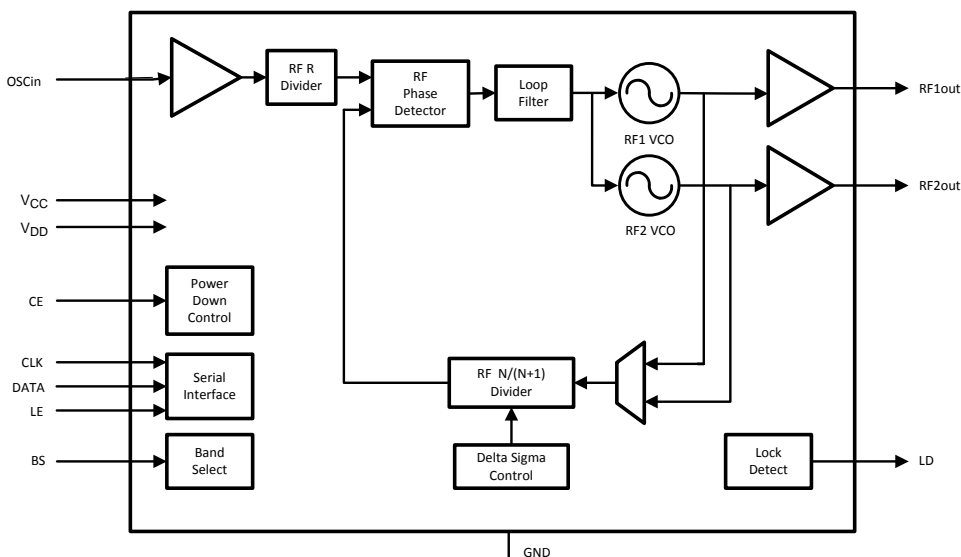 OSCin
RF R
Divider
RF
Phase
Detector
Loop
Filter
RF1 VCO
RF1out
RF2 VCO
RF2out
VCC
VDD
CE
Power
Down
Control
CLK
DATA
LE
Serial
Interface
RF N/(N+1)
Divider
BS
Band
Select
Delta Sigma
Control
Lock
Detect
LD
GND